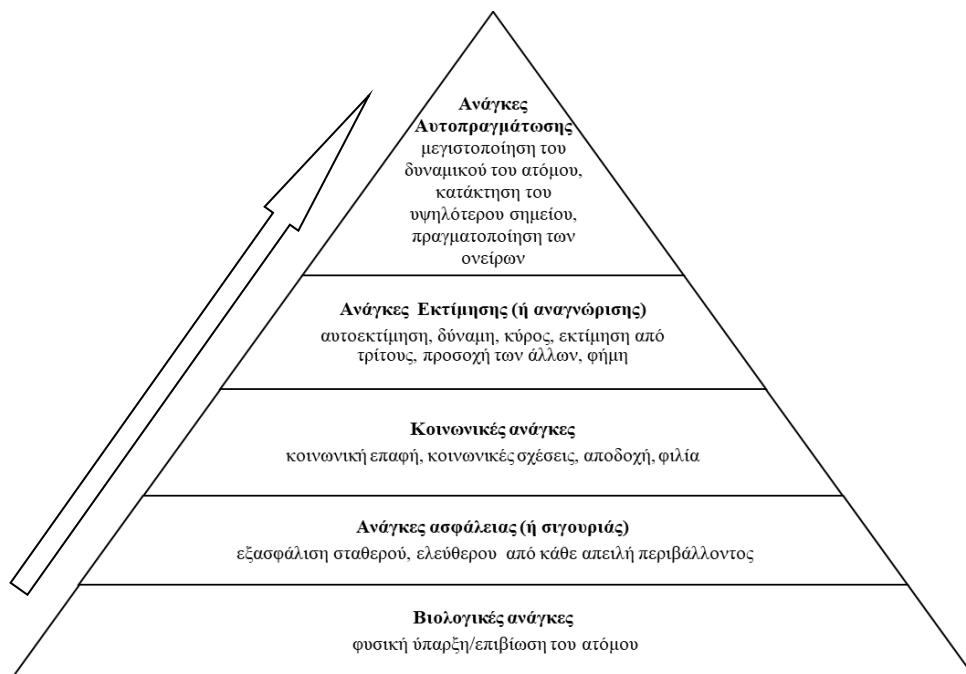 Ανάγκες
Αυτοπραγμάτωσης
μεγιστοποίηση του
δυναμικού του ατόμου,
κατάκτηση του
υψηλότερου σημείου,
πραγματοποίηση των
ονείρων
Ανάγκες Εκτίμησης (ή αναγνώρισης)
αυτοεκτίμηση, δύναμη, κύρος, εκτίμηση από
τρίτους, προσοχή των άλλων, φήμη
Κοινωνικές ανάγκες
κοινωνική επαφή, κοινωνικές σχέσεις, αποδοχή, φιλία
Ανάγκες ασφάλειας (ή σιγουριάς)
εξασφάλιση σταθερού, ελεύθερου από κάθε απειλή περιβάλλοντος
Βιολογικές ανάγκες
φυσική ύπαρξη/επιβίωση του ατόμου